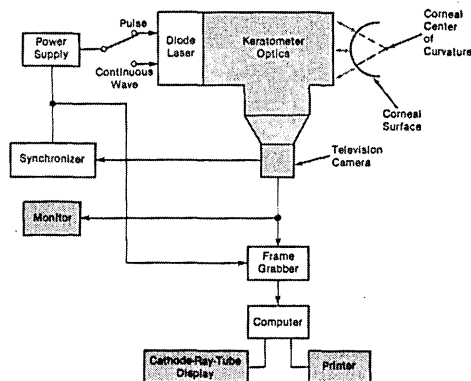 Pulse
Power
Supply
Continuous
Wave
Diode
Laser
Keratometer
Optics
Corneal
Center
of
Curvature
Corneal
Surface
Television
Camera
Synchronizer
Monitor
Frame
Grabber
Computer
Cathode-Ray-Tube
Display
Printer